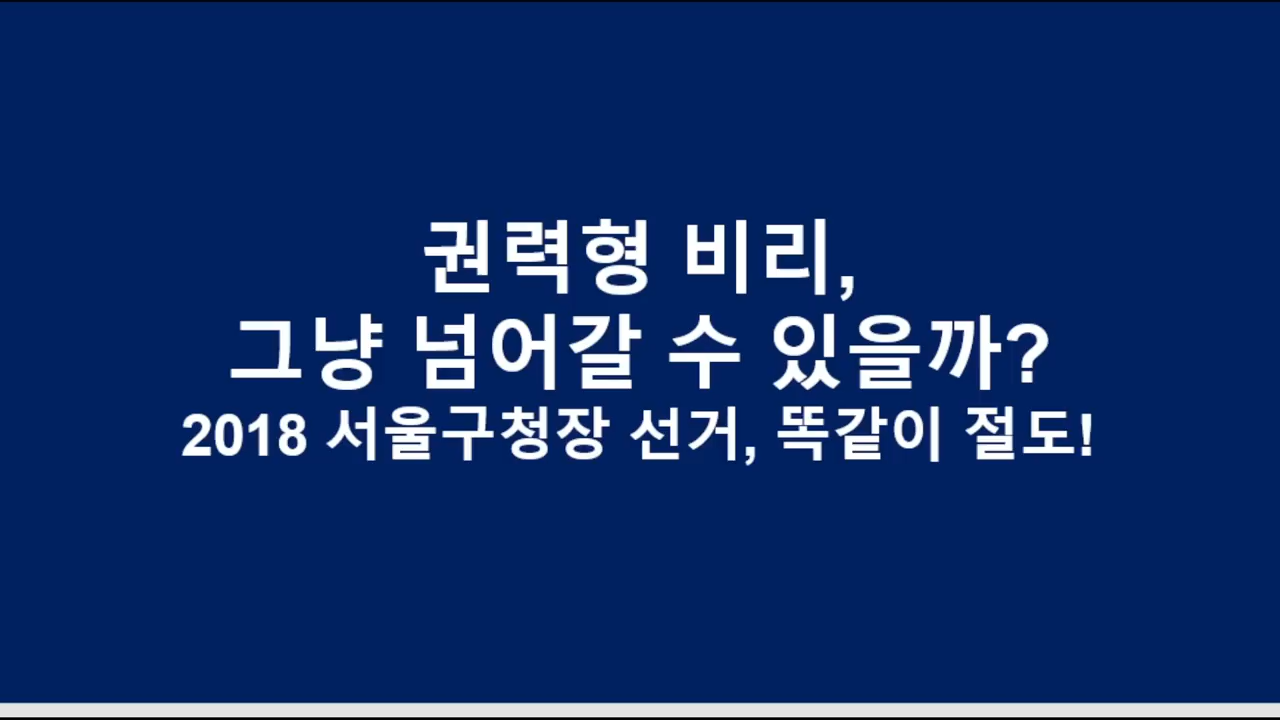 권력형 비리,
그냥 넘어갈 수 있을까?
2018 서울구청장 선거, 똑같이 절도!